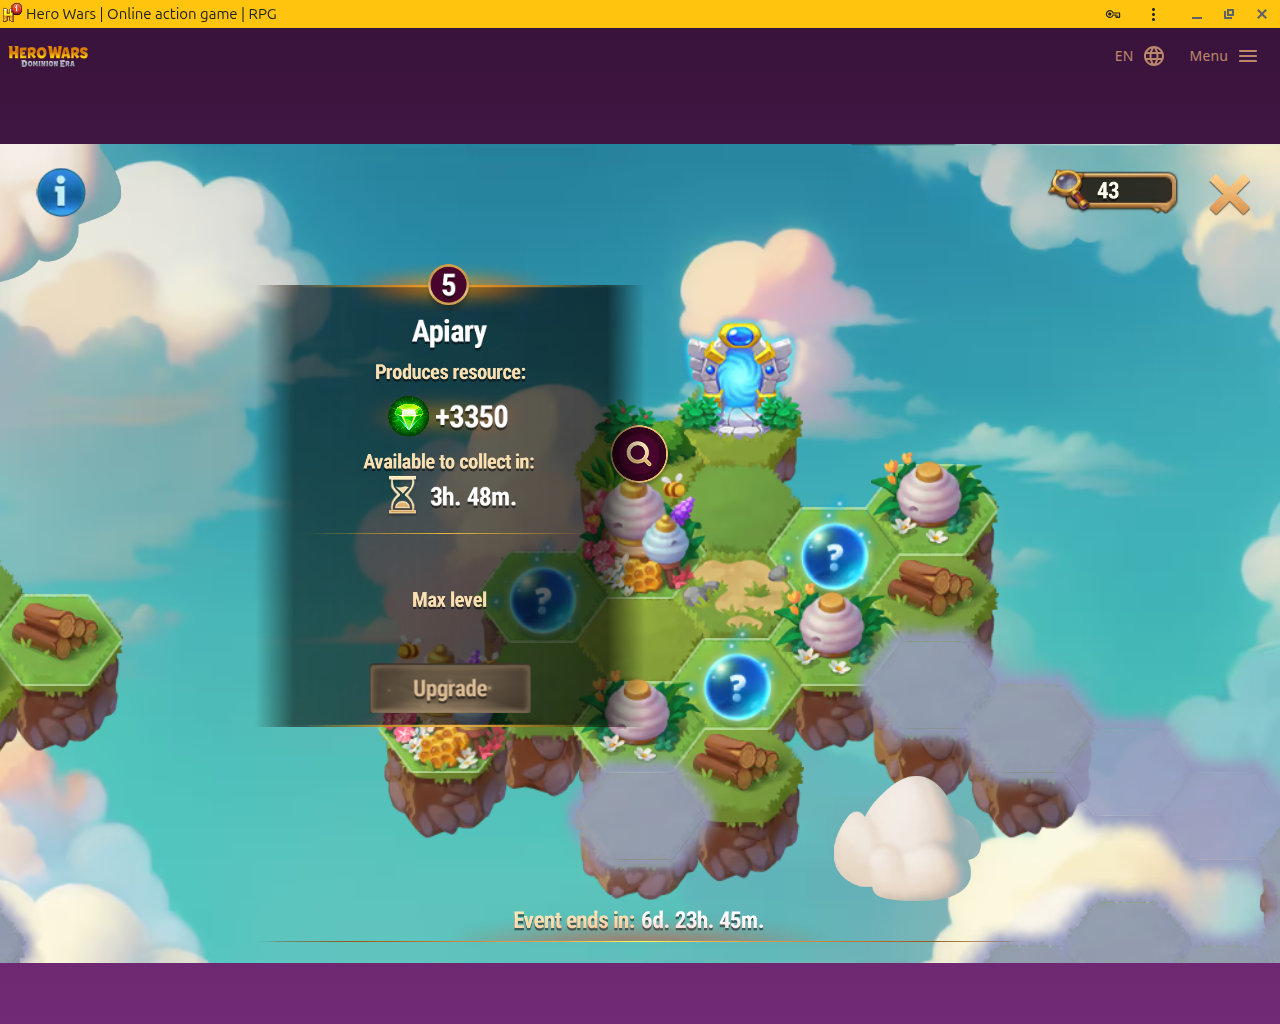 Hero Wars | Online action game | RPG
HERO WARS
DOMINION ERA
EN
Menu
43
5
Apiary
Produces resource:
+3350
Available to collect in:
3h. 48m.
Max level
Upgrade
?
?
?
Event ends in: 6d. 23h. 45m.